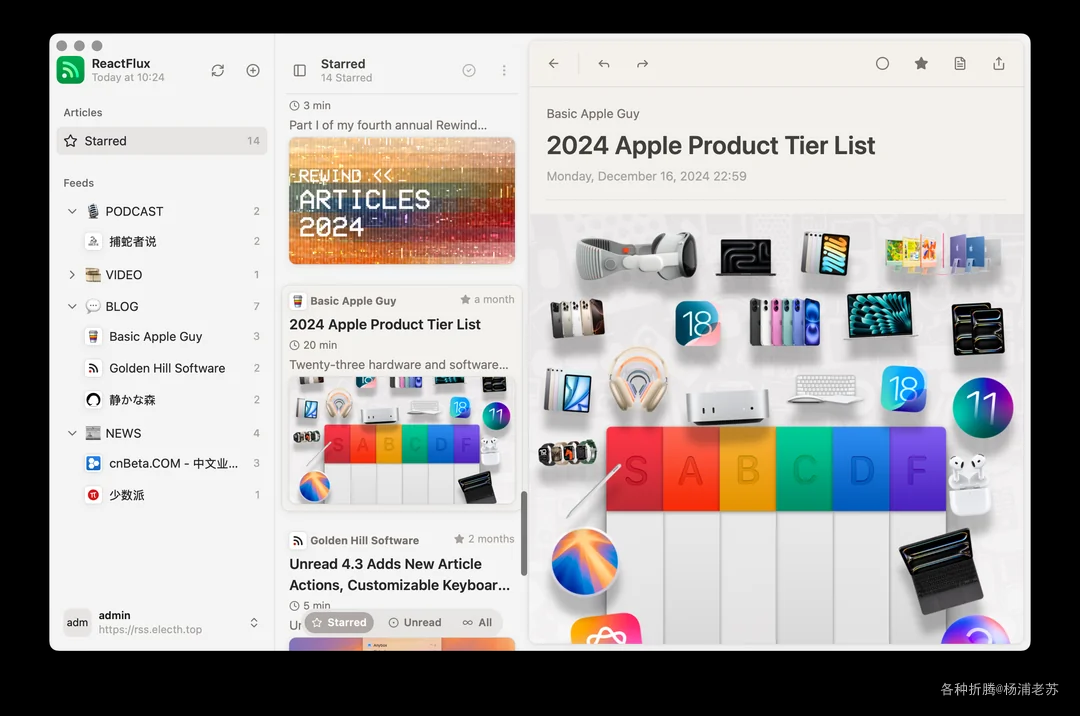 ReactFlux
Today at 10:24
Articles
Starred 14
Feeds
PODCAST 2
捕蛇者说 2
VIDEO 1
BLOG 7
Basic Apple Guy 3
Golden Hill Software 2
静かな森 2
NEWS 4
cnBeta.COM - 中文业... 3
少数派 1
adm
admin
https://rss.electh.top
Starred
14 Starred
3 min
Part I of my fourth annual Rewind...
REWIND <<_
ARTICLES
2024
Basic Apple Guy a month
2024 Apple Product Tier List
20 min
Twenty-three hardware and software...
18
11
S A B C D F
Golden Hill Software 2 months
Unread 4.3 Adds New Article
Actions, Customizable Keyboar...
5 min
Starred Unread All
Basic Apple Guy
2024 Apple Product Tier List
Monday, December 16, 2024 22:59
18
18
11
S A B C D F
各种折腾@杨浦老苏